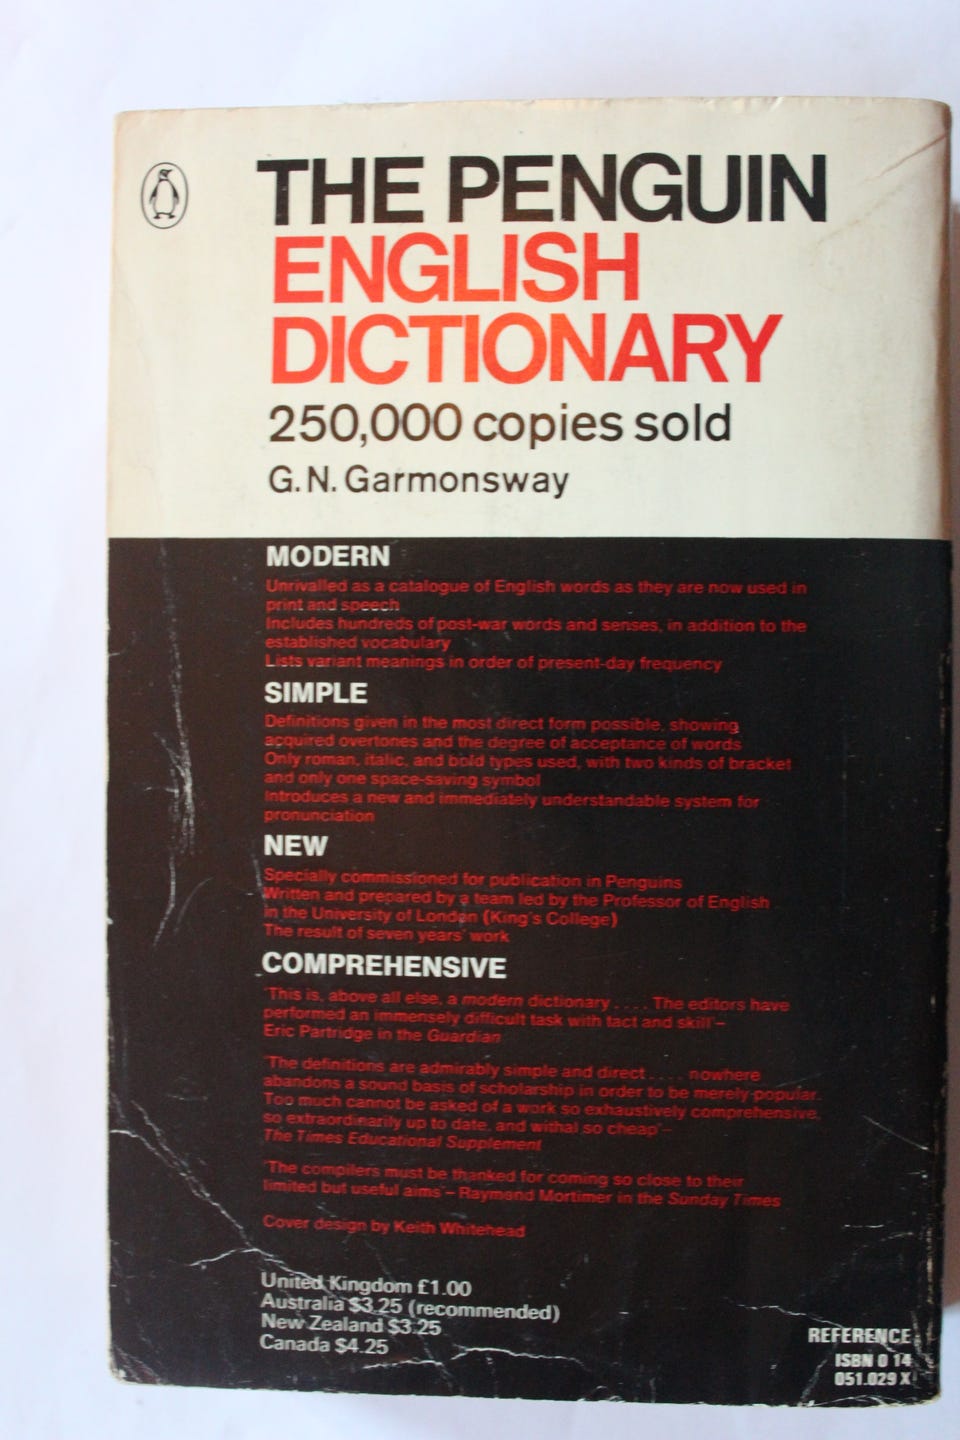 THE PENGUIN
ENGLISH
DICTIONARY
250,000 copies sold
G.N. Garmonsway
MODERN
Unrivalled as a catalogue of English words as they are now used in
print and speech
Includes hundreds of post-war words and senses, in addition to the
established vocabulary
Lists variant meanings in order of present-day frequency
SIMPLE
Definitions given in the most direct form possible, showing
acquired overtones and the degree of acceptance of words
Only roman, italic, and bold types used, with two kinds of bracket
and only one space-saving symbol
Introduces a new and immediately understandable system for
pronunciation
NEW
Specially commissioned for publication in Penguins
Written and prepared by a team led by the Professor of English
in the University of London (King's College)
The result of seven years' work
COMPREHENSIVE
'This is, above all else, a modern dictionary . . . . The editors have
performed an immensely difficult task with tact and skill'–
Eric Partridge in the Guardian
'The definitions are admirably simple and direct . . . . nowhere
abandons a sound basis of scholarship in order to be merely popular.
Too much cannot be asked of a work so exhaustively comprehensive,
so extraordinarily up to date, and withal so cheap'–
The Times Educational Supplement
'The compilers must be thanked for coming so close to their
limited but useful aims'– Raymond Mortimer in the Sunday Times
Cover design by Keith Whitehead
United Kingdom £1.00
Australia $3.25 (recommended)
New Zealand $3.25
Canada $4.25
REFERENCE
ISBN 0 14
051.029 X